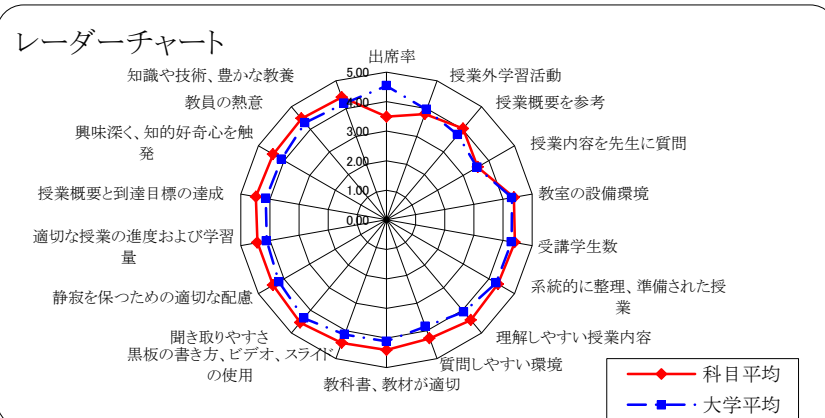 レーダーチャート
出席率
授業外学習活動
授業概要を参考
授業内容を先生に質問
教室の設備環境
受講学生数
系統的に整理、準備された授
業
理解しやすい授業内容
質問しやすい環境
教科書、教材が適切
黒板の書き方、ビデオ、スライド
の使用
聞き取りやすさ
静寂を保つための適切な配慮
適切な授業の進度および学習
量
授業概要と到達目標の達成
興味深く、知的好奇心を触
発
教員の熱意
知識や技術、豊かな教養
5.00
4.00
3.00
2.00
1.00
0.00
科目平均
大学平均